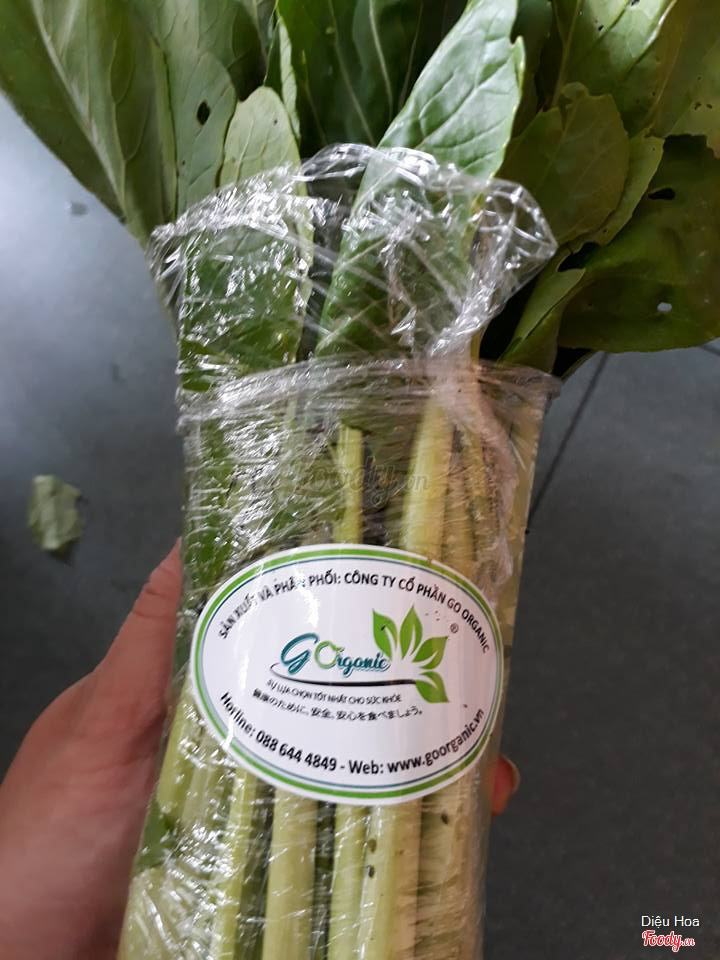 SẢN XUẤT VÀ PHÂN PHỐI: CÔNG TY CỔ PHẦN GO ORGANIC
GOrganic ®
SỰ LỰA CHỌN TỐT NHẤT CHO SỨC KHỎE
健康のために、安全、安心を食べましょう。
Horline: 088 644 4849 - Web: www.goorganic.vn
Diệu Hoa
Foody.vn